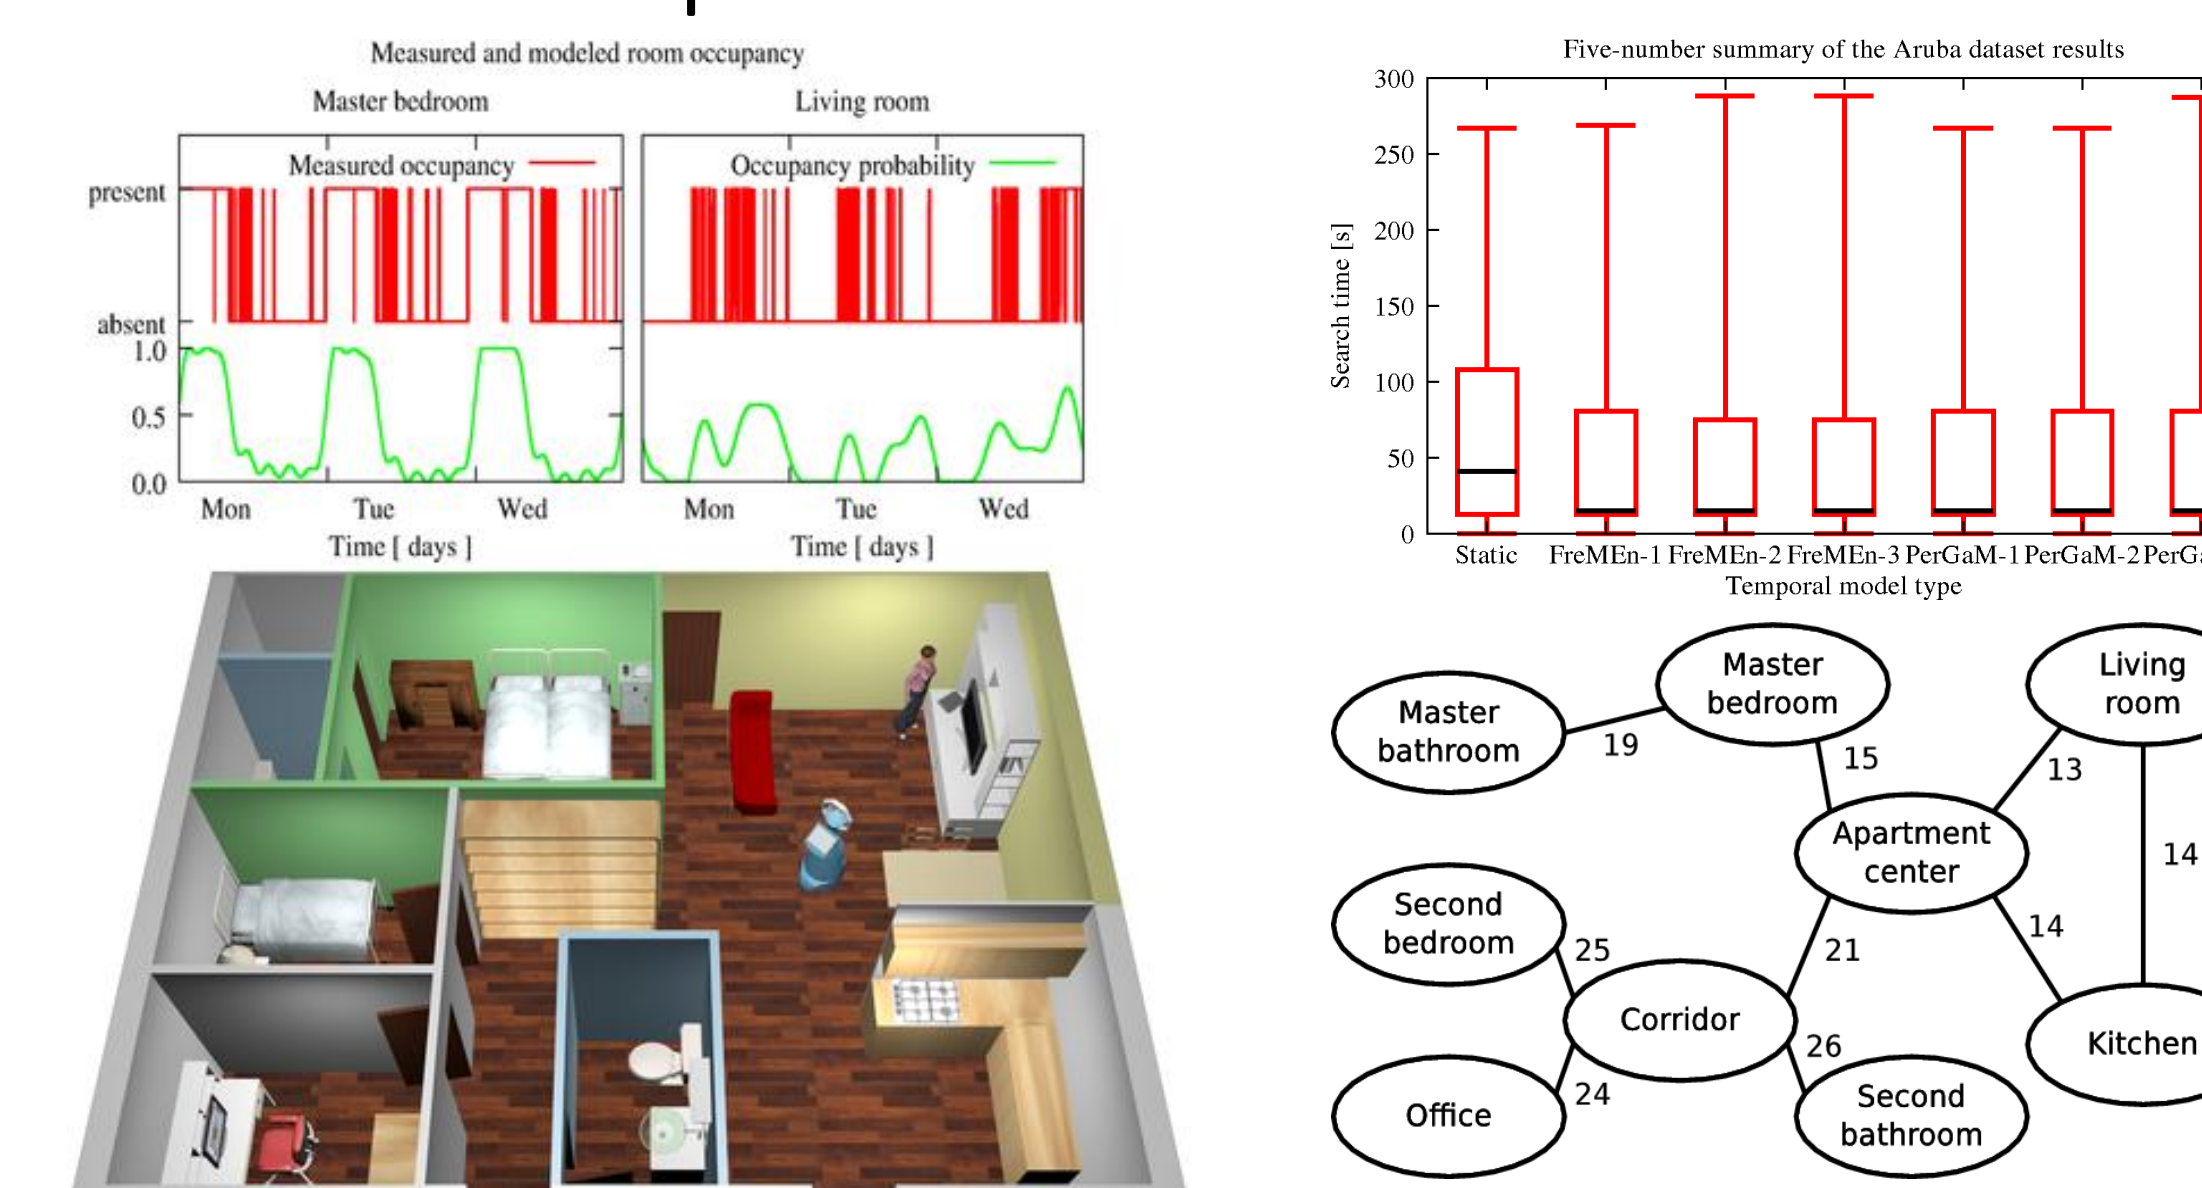 Measured and modeled room occupancy
Master bedroom
Living room
Measured occupancy
Occupancy probability
present
absent
1.0
0.5
0.0
Mon Tue Wed
Mon Tue Wed
Time [ days ]
Time [ days ]
Five-number summary of the Aruba dataset results
300
250
200
150
100
50
0
Search time [s]
Static FreMEn-1 FreMEn-2 FreMEn-3 PerGaM-1 PerGaM-2
Temporal model type
Master
bathroom
19
Master
bedroom
15
Living
room
13
14
Apartment
center
14
21
Second
bedroom
25
Corridor
26
24
Office
Second
bathroom
Kitchen